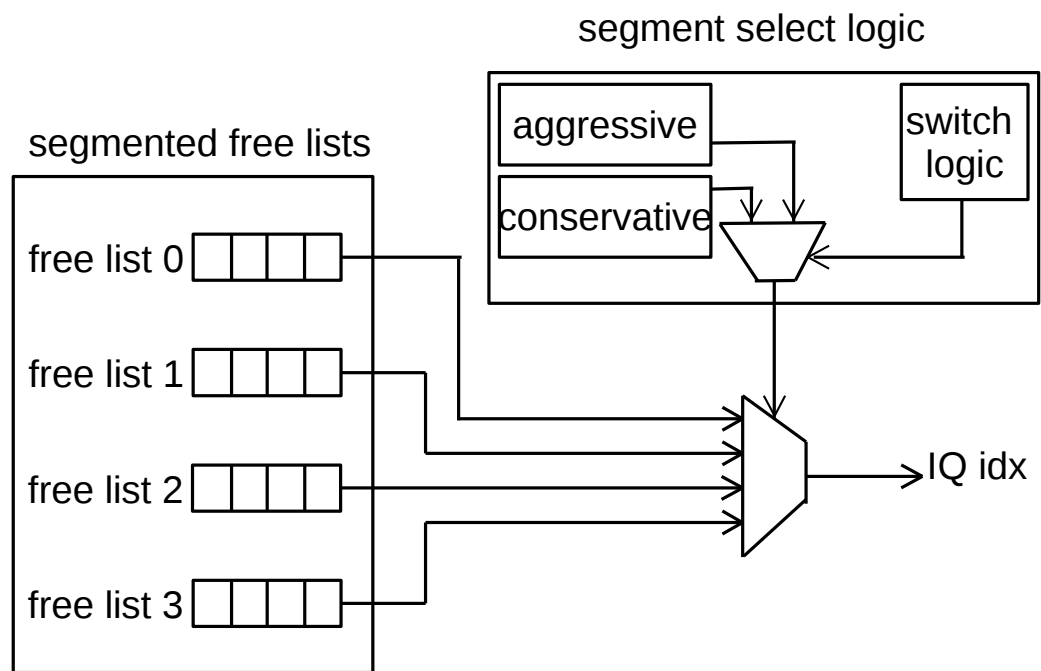 segment select logic
aggressive
conservative
switch
logic
segmented free lists
free list 0
free list 1
free list 2
free list 3
IQ idx